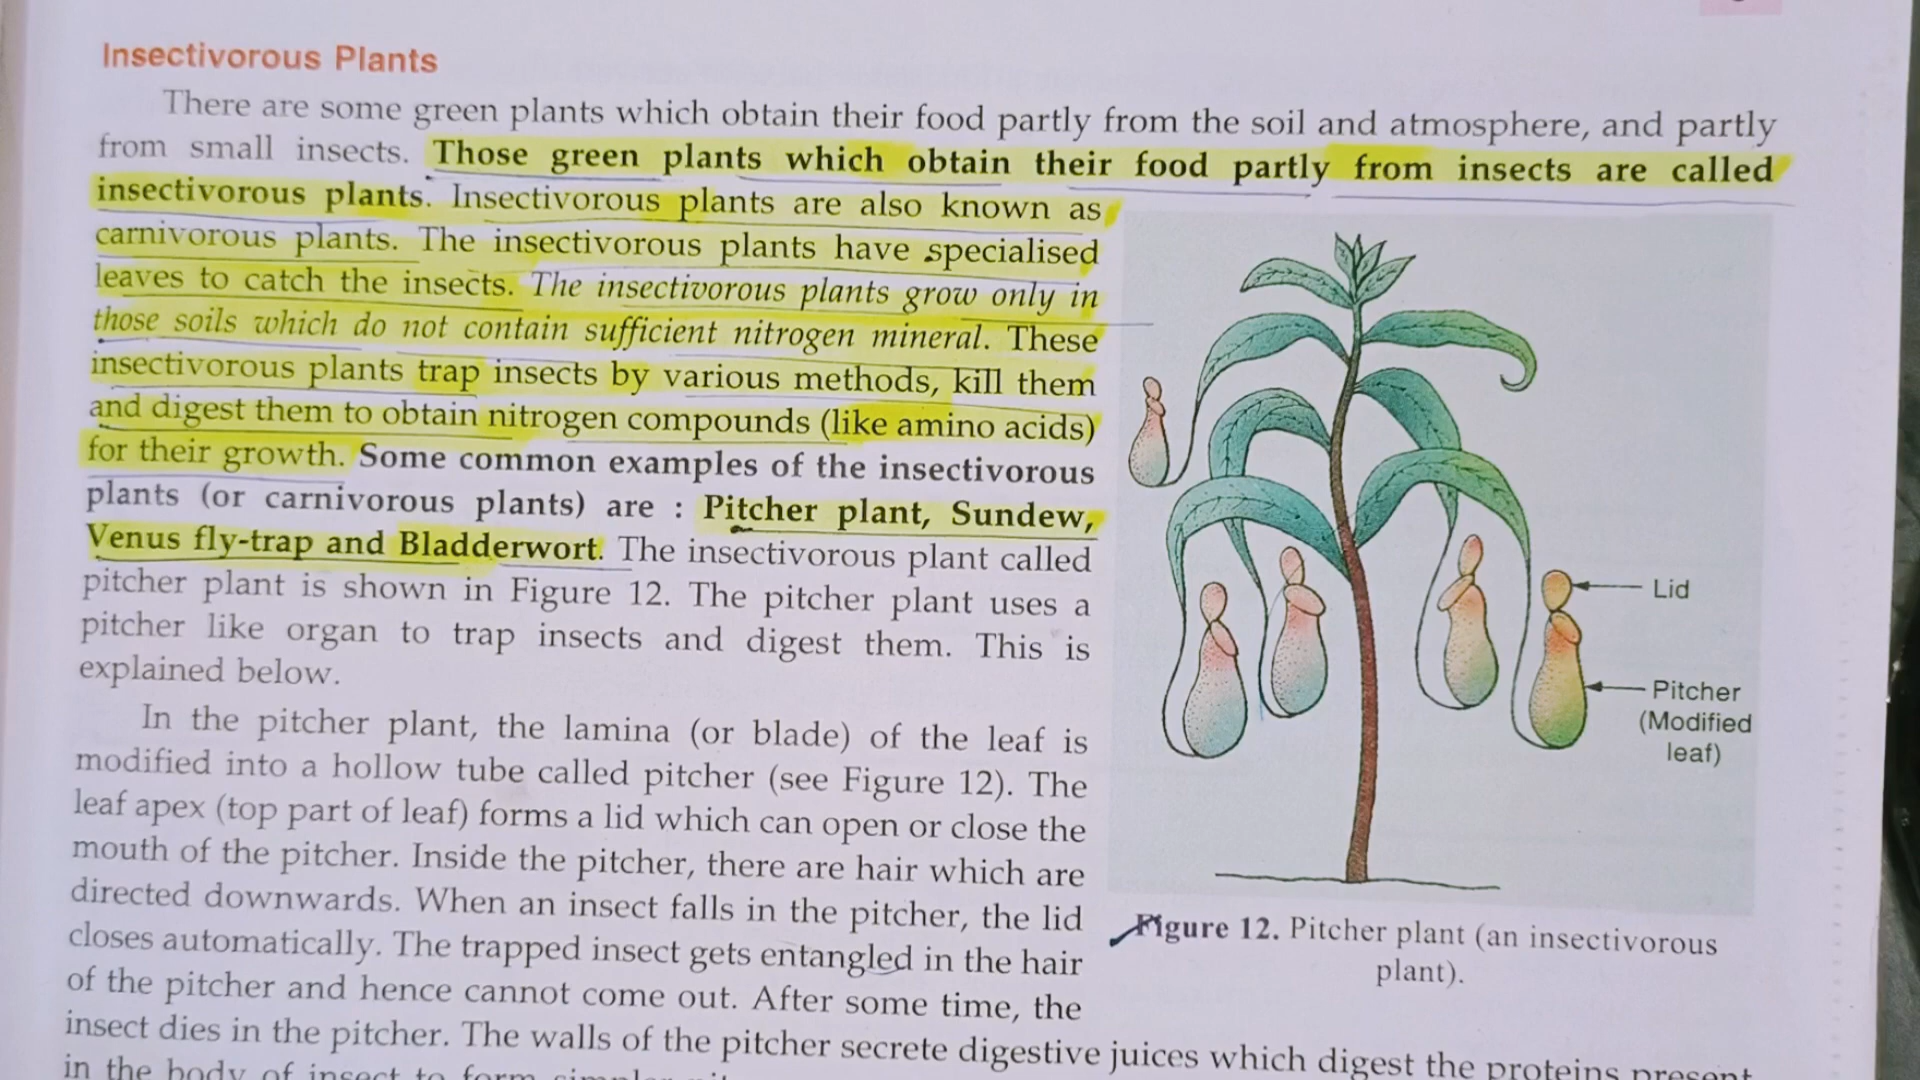 Insectivorous Plants
There are some green plants which obtain their food partly from the soil and atmosphere, and partly
from small insects. Those green plants which obtain their food partly from insects are called
insectivorous plants. Insectivorous plants are also known as
carnivorous plants. The insectivorous plants have specialised
leaves to catch the insects. The insectivorous plants grow only in
those soils which do not contain sufficient nitrogen mineral. These
insectivorous plants trap insects by various methods, kill them
and digest them to obtain nitrogen compounds (like amino acids)
for their growth. Some common examples of the insectivorous
plants (or carnivorous plants) are : Pitcher plant, Sundew,
Venus fly-trap and Bladderwort. The insectivorous plant called
pitcher plant is shown in Figure 12. The pitcher plant uses a
pitcher like organ to trap insects and digest them. This is
explained below.
In the pitcher plant, the lamina (or blade) of the leaf is
modified into a hollow tube called pitcher (see Figure 12). The
leaf apex (top part of leaf) forms a lid which can open or close the
mouth of the pitcher. Inside the pitcher, there are hair which are
directed downwards. When an insect falls in the pitcher, the lid
closes automatically. The trapped insect gets entangled in the hair
of the pitcher and hence cannot come out. After some time, the
insect dies in the pitcher. The walls of the pitcher secrete digestive juices which digest the proteins present
in the body of insect to form
Lid
Pitcher
(Modified
leaf)
Figure 12. Pitcher plant (an insectivorous
plant).